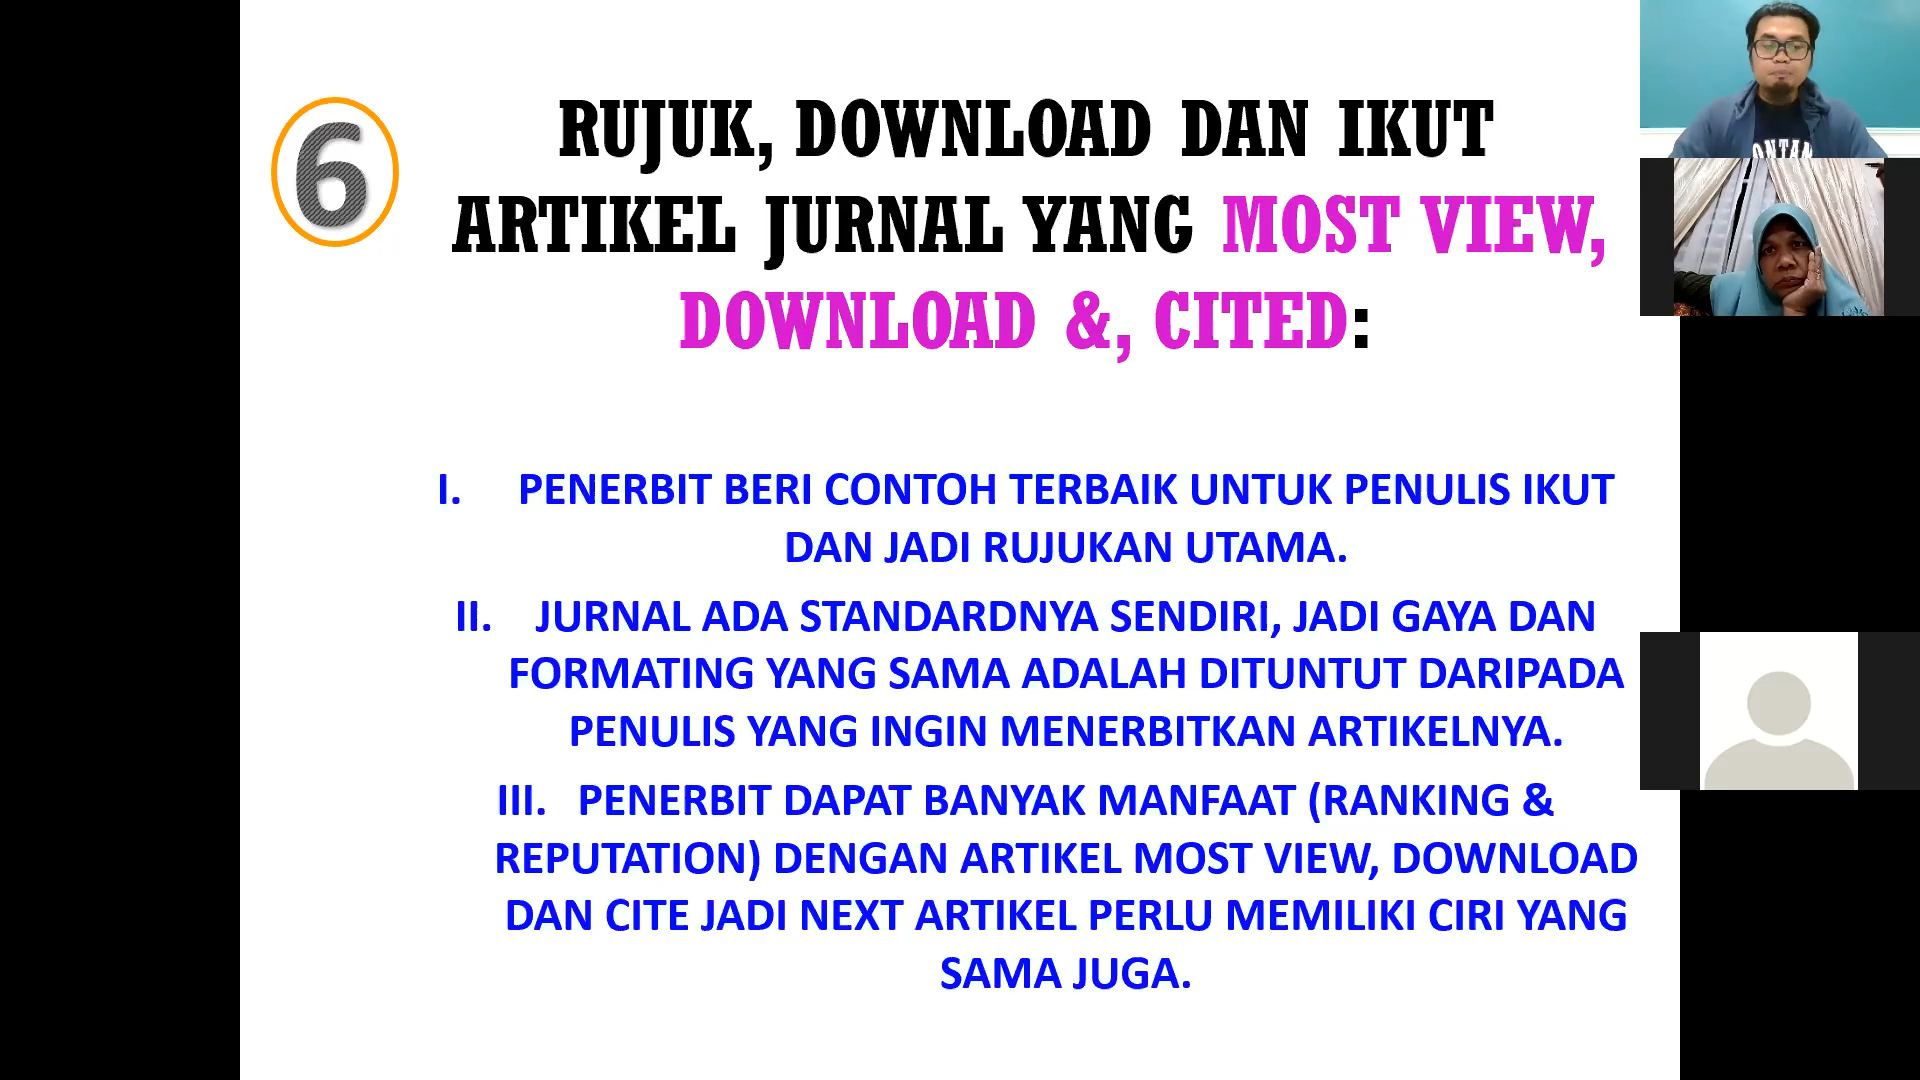 6
RUJUK, DOWNLOAD DAN IKUT
ARTIKEL JURNAL YANG MOST VIEW,
DOWNLOAD &, CITED:
I. PENERBIT BERI CONTOH TERBAIK UNTUK PENULIS IKUT
DAN JADI RUJUKAN UTAMA.
II. JURNAL ADA STANDARDNYA SENDIRI, JADI GAYA DAN
FORMATING YANG SAMA ADALAH DITUNTUT DARIPADA
PENULIS YANG INGIN MENERBITKAN ARTIKELNYA.
III. PENERBIT DAPAT BANYAK MANFAAT (RANKING &
REPUTATION) DENGAN ARTIKEL MOST VIEW, DOWNLOAD
DAN CITE JADI NEXT ARTIKEL PERLU MEMILIKI CIRI YANG
SAMA JUGA.